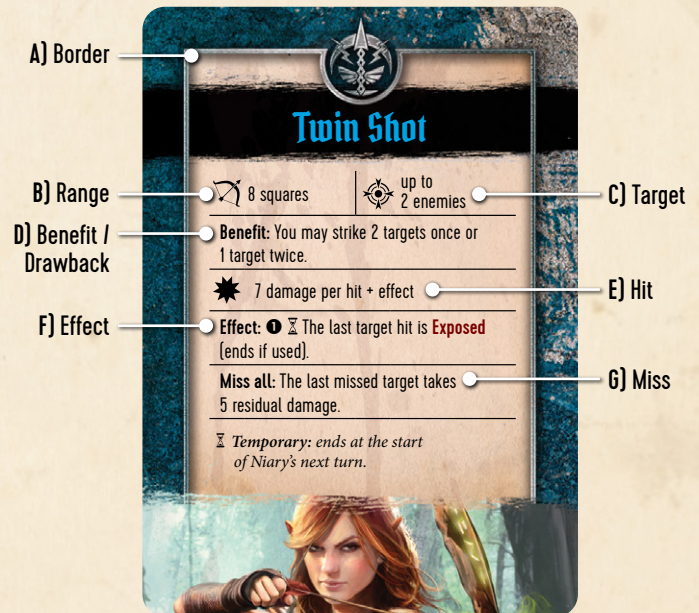 A) Border
Twin Shot
B) Range
8 squares
up to
2 enemies
C) Target
D) Benefit /
Drawback
Benefit: You may strike 2 targets once or
1 target twice.
7 damage per hit + effect
E) Hit
F) Effect
Effect: ❶ ⧗ The last target hit is Exposed
(ends if used).
Miss all: The last missed target takes
5 residual damage.
G) Miss
⧗ Temporary: ends at the start
of Niary's next turn.